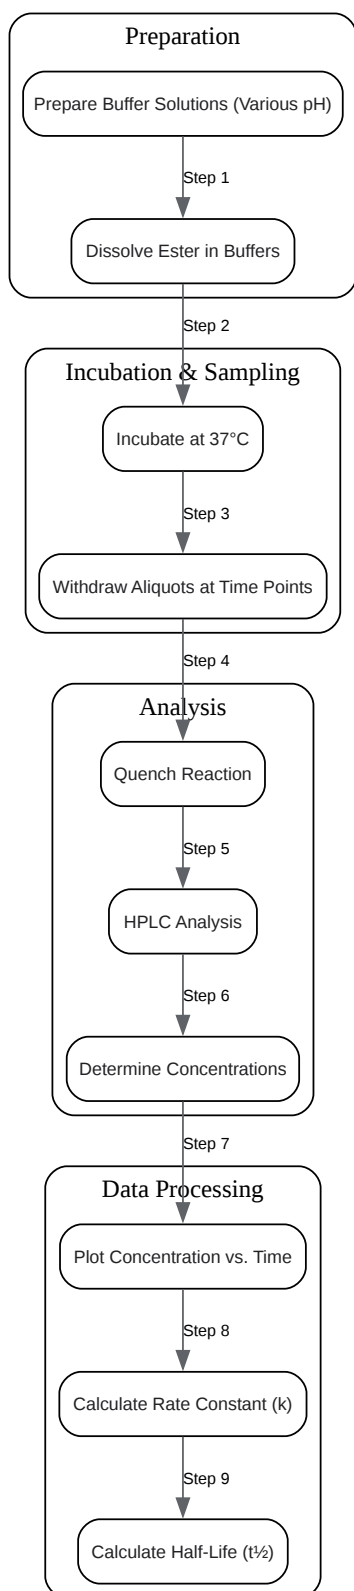 Preparation
Prepare Buffer Solutions (Various pH)
Step 1
Dissolve Ester in Buffers
Step 2
Incubation & Sampling
Incubate at 37°C
Step 3
Withdraw Aliquots at Time Points
Step 4
Analysis
Quench Reaction
Step 5
HPLC Analysis
Step 6
Determine Concentrations
Step 7
Data Processing
Plot Concentration vs. Time
Step 8
Calculate Rate Constant (k)
Step 9
Calculate Half-Life (t½)